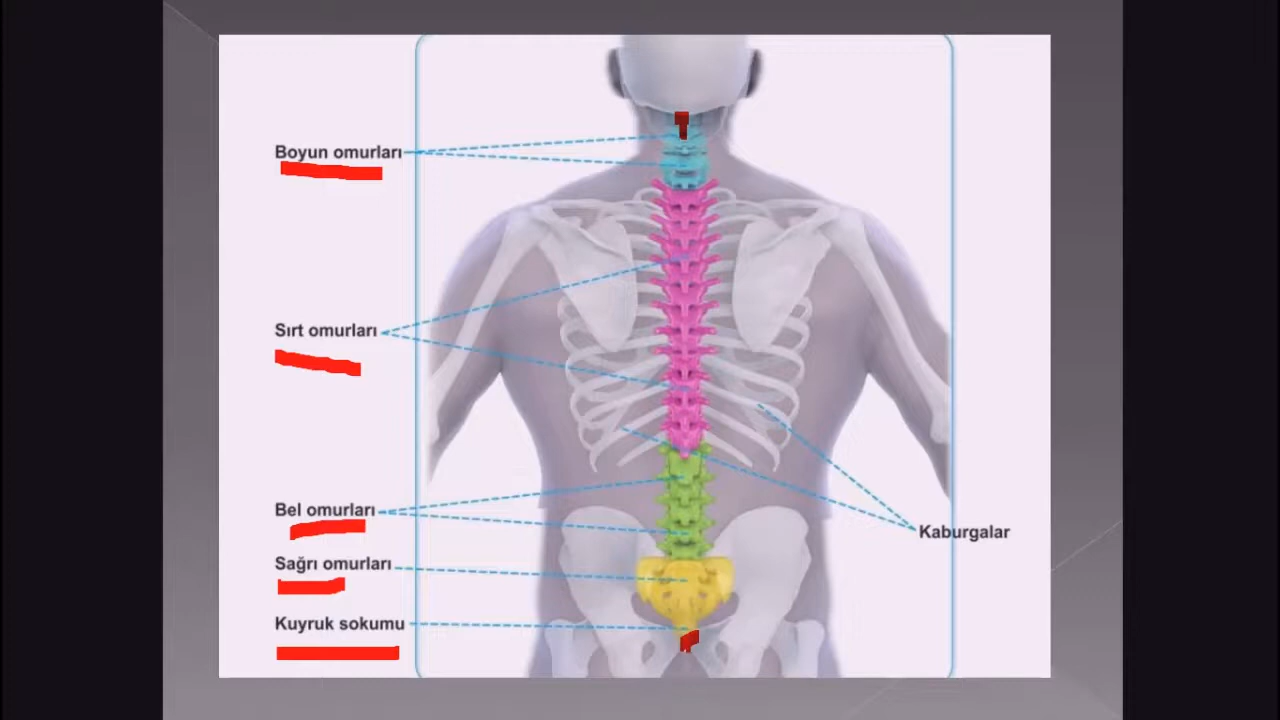 Boyun omurları
Sırt omurları
Bel omurları
Kaburgalar
Sağrı omurları
Kuyruk sokumu